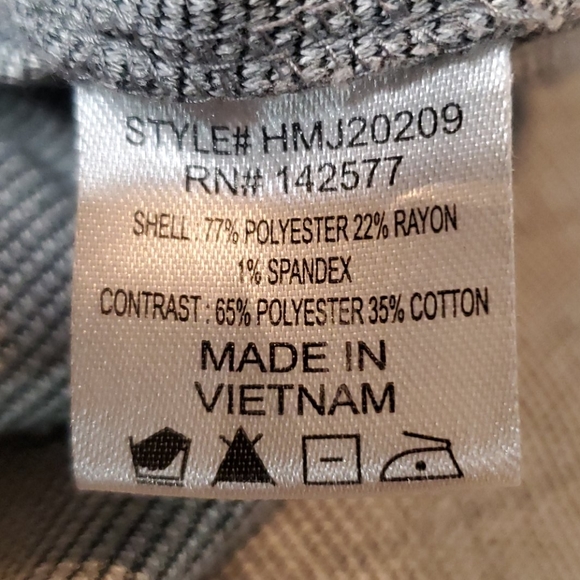 STYLE# HMJ20209
RN# 142577
SHELL : 77% POLYESTER 22% RAYON
1% SPANDEX
CONTRAST : 65% POLYESTER 35% COTTON
MADE IN
VIETNAM